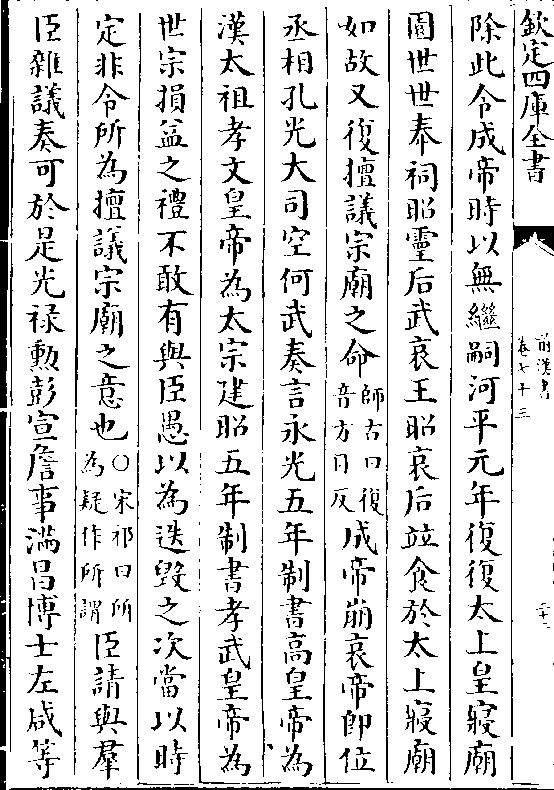 欽定四庫全書
前漢書
卷七十三
二十三
除此令成帝時以無繼嗣河平元年復復太上皇寢廟
園世世奉祠昭靈后武哀王昭哀后竝食於太上寢廟
如故又復擅議宗廟之命師古曰復音方目反成帝崩哀帝即位
丞相孔光大司空何武奏言永光五年制書高皇帝為
漢太祖孝文皇帝為太宗建昭五年制書孝武皇帝為
世宗損益之禮不敢有與臣愚以為迭毀之次當以時
定非令所為擅議宗廟之意也○宋祁曰所為疑作所謂臣請與羣
臣雜議奏可於是光禄勲彭宣詹事滿昌博士左咸等